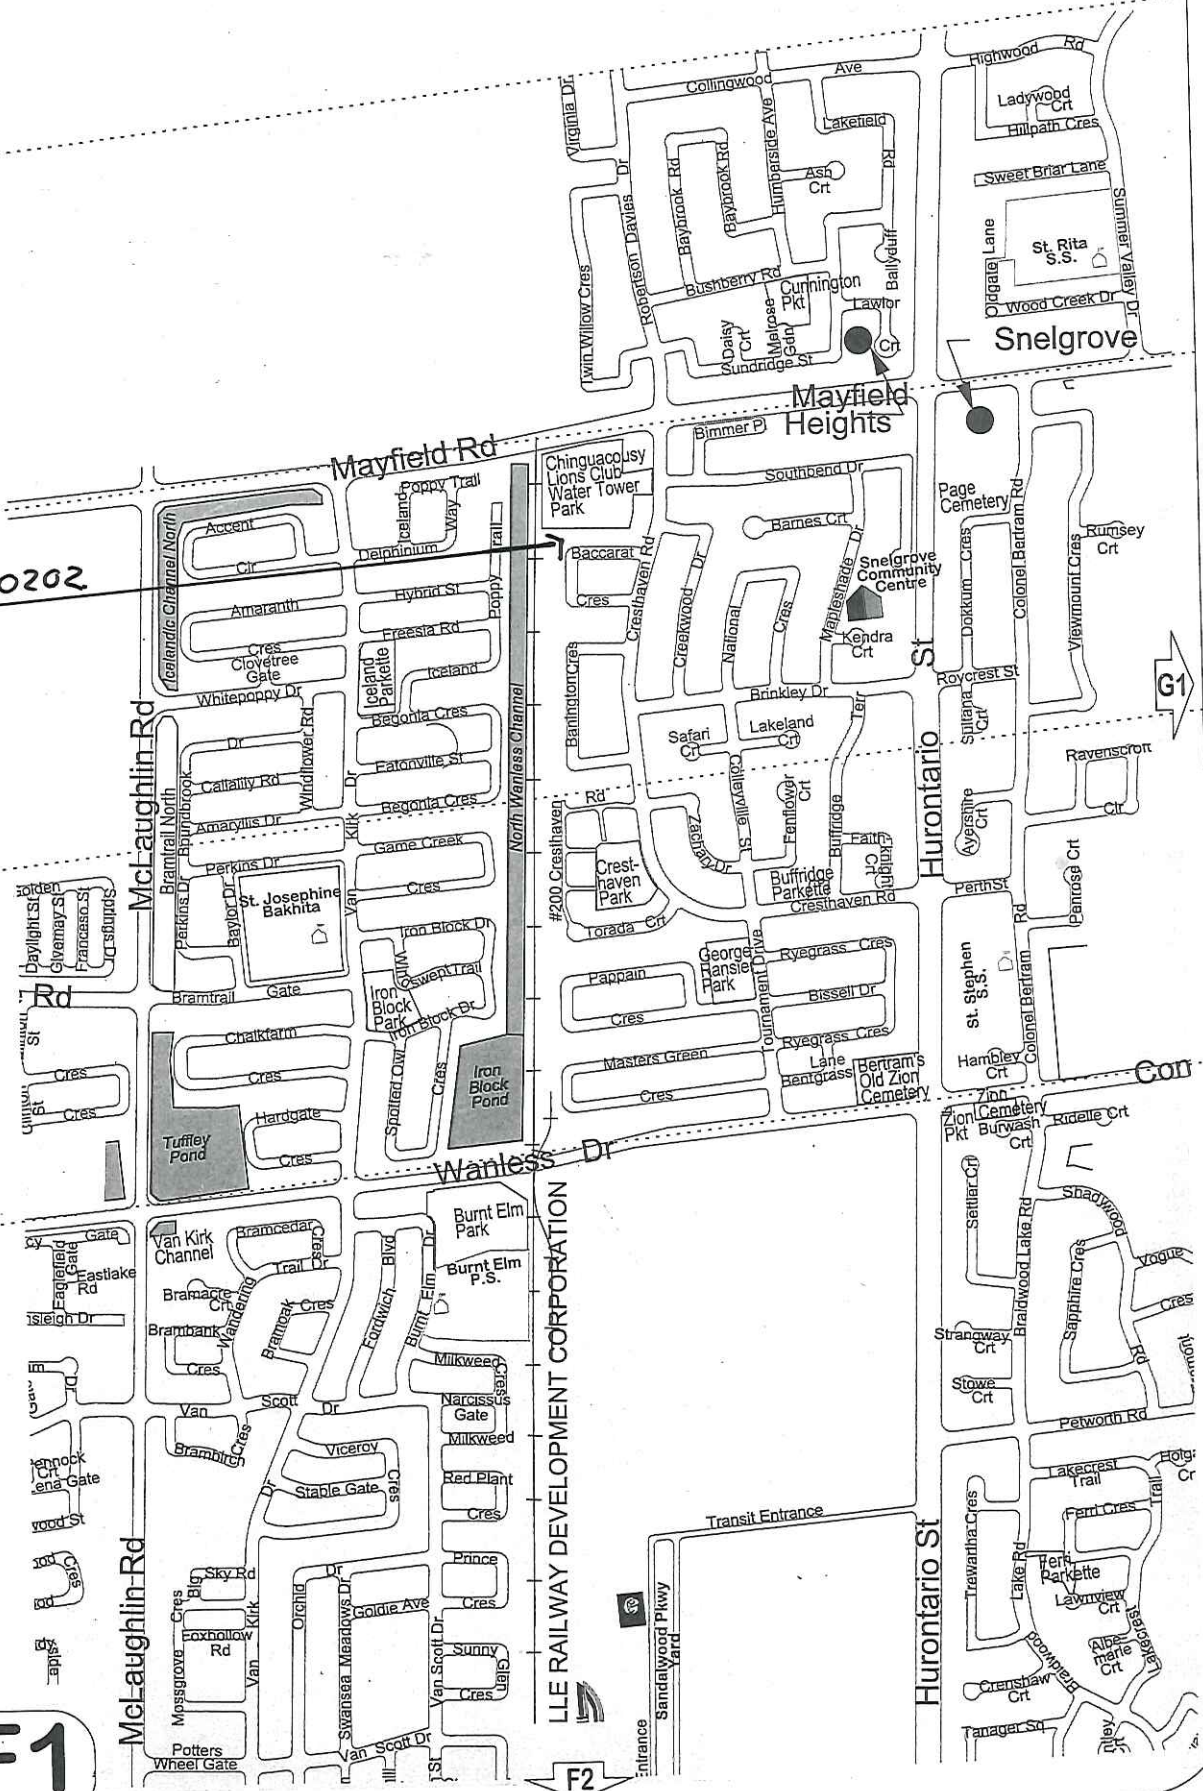 Highwood Rd
Collingwood Ave
Virginia Dr
Ladywood Crt
Lakefield Rd
Hillpath Cres
Humberside Ave
Ash Crt
Baybrook Rd
Baybrook Rd
Sweet Briar Lane
Robertson Davies Dr
Summer Valley Dr
St. Rita S.S.
Oldgate Lane
Ballyduff
Twin Willow Cres
Bushberry Rd
Cunnington Pkt
Wood Creek Dr
Lawlor
Daisy Crt
Melrose Gdn
Crt
Snelgrove
Sundridge St
Mayfield Heights
Bimmer Pl
Mayfield Rd
Chinguacousy Lions Club Water Tower Park
Southbend Dr
Poppy Trail
Iceland Way
Page Cemetery
Accent Cir
Icelandic Channel North
Barnes Crt
Rumsey Crt
Delphinium
Baccarat Cres
Snelgrove Community Centre
0202
Hybrid St
Poppy Trail
Cresthaven Rd
Creekwood Dr
National Cres
Mapleshade Dr
Dokkum Cres
Colonel Bertram Rd
Viewmount Cres
Amaranth Cres
Freesia Rd
Kendra Crt
Clovetree Gate
Iceland Parkette
Iceland
Banington Cres
Roycrest St
G1
Whitepoppy Dr
Brinkley Dr
Begonia Cres
North Wanless Channel
Safari Crt
Lakeland Crt
Terr
Sultana Crt
McLaughlin Rd
Windflower Rd
Dr
Eatonville St
Hurontario St
Ravenscroft Cir
Callalily Rd
Begonia Cres
Colleyville St
Fenflower Crt
Buffridge
Ayershire Crt
Bramtrail North
Boundbrook
Amaryllis Dr
Van Kirk Dr
#200 Cresthaven Rd
Zachary Dr
Faith-knight Crt
Game Creek Cres
Perkins Dr
Perkins Dr
Cresthaven Park
Buffridge Parkette
Perth St
Penrose Crt
Golden Springs Dr
Daylight St
Givemay St
Franceso St
Baylor Dr
St. Josephine Bakhita
Cresthaven Rd
Torada Crt
Iron Block Dr
George Ransier Park
Ryegrass Cres
Windswept Trail
Pappain Cres
Tournament Drive
St. Stephen S.S.
Rd
Bramtrail Gate
Iron Block Park
Bissell Dr
Colonel Bertram Rd
St
Iron Block Dr
Chalkfarm Cres
Ryegrass Cres
Masters Green Cres
Lane
Bentgrass
Bertram's Old Zion Cemetery
Hambley Crt
Con
Cres
Spotted Owl Cres
Iron Block Pond
Zion Cemetery
Zion Pkt
Burwash Crt
Ridelle Crt
St
Cres
Hardgate Cres
Tuffley Pond
Wanless Dr
Settler Crt
Braidwood Lake Rd
Shadywood Rd
Gate
Van Kirk Channel
Bramcedar Cres
Burnt Elm Park
Burnt Elm P.S.
Burnt Elm Dr
Sapphire Cres
Vogue
Cres
Eaglefield Gate
Eastlake Rd
Trail Dr
Bramacre Crt
Wandering
Bramoak Cres
Fordwich Blvd
sleigh Dr
Brambank Cres
Strangway Crt
Milkweed Cres
Stowe Crt
Van Scott Dr
Narcissus Gate
Milkweed
Petworth Rd
Brambirch Cres
Viceroy Cres
ennock Crt
ena Gate
Stable Gate
Red Plant Cres
Lakecrest Trail
Trewartha Cres
Ferri Cres
wood St
Cres
Transit Entrance
LLE RAILWAY DEVELOPMENT CORPORATION
McLaughlin Rd
Sky Rd
Big
Dr
Prince Cres
Lake Rd
Ferri Parkette
Lawnview Crt
Goldie Ave
Orchid
Mossgrove Cres
Foxhollow Rd
Van Kirk
Swansea Meadows Dr
Van Scott Dr
Sunny Glen Cres
Sandalwood Pkwy Yard
Hurontario St
Albemarle Crt
Lakecrest
Braidwood
Crenshaw Crt
Tanager Sq
Potters Wheel Gate
Van Scott Dr
St
Entrance
F1
F2